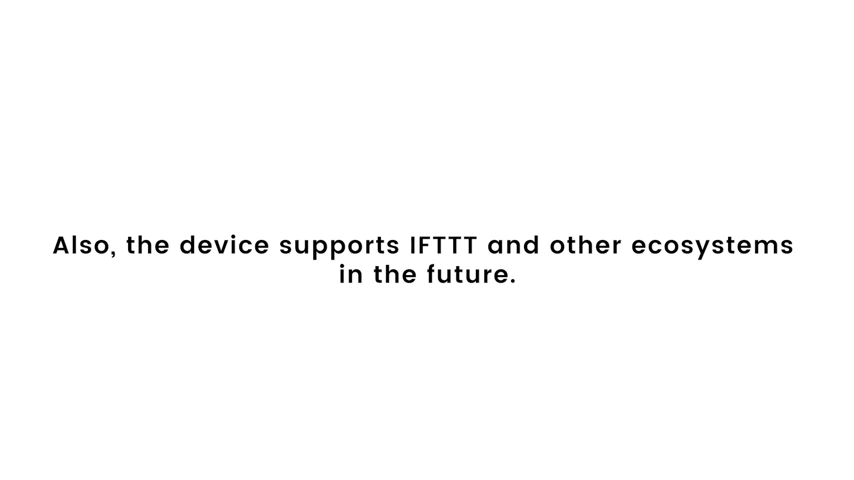 Also, the device supports IFTTT and other ecosystems
in the future.